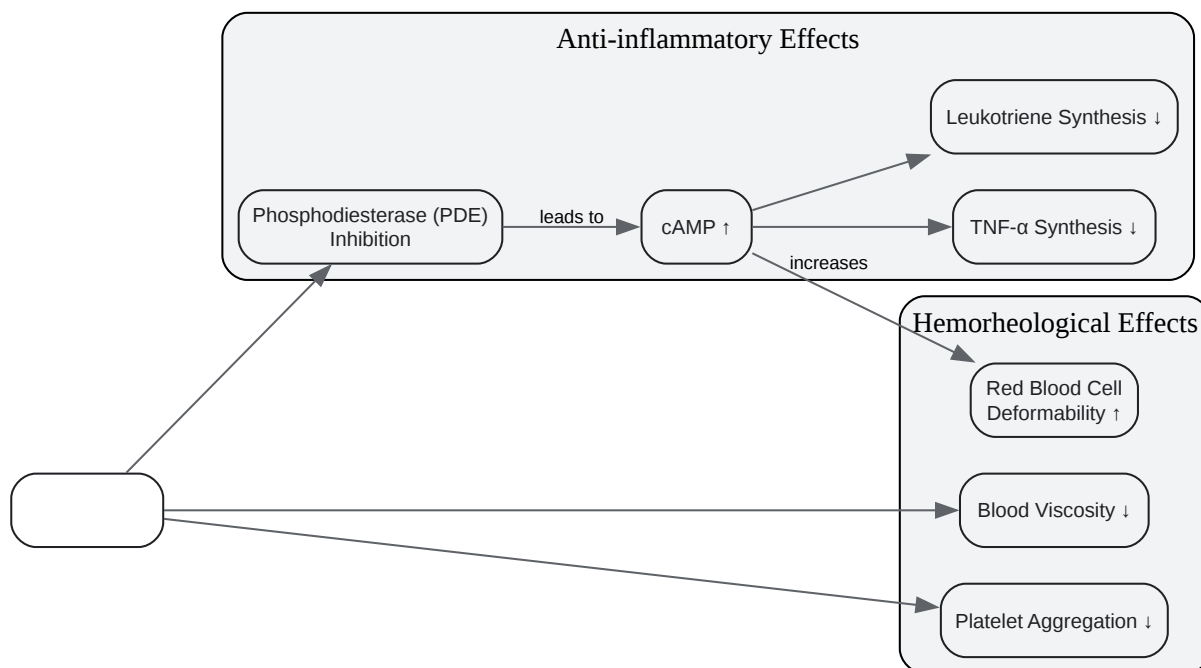 Anti-inflammatory Effects
Leukotriene Synthesis ↓
Phosphodiesterase (PDE)
Inhibition
leads to
cAMP ↑
TNF-α Synthesis ↓
increases
Hemorheological Effects
Red Blood Cell
Deformability ↑
Blood Viscosity ↓
Platelet Aggregation ↓